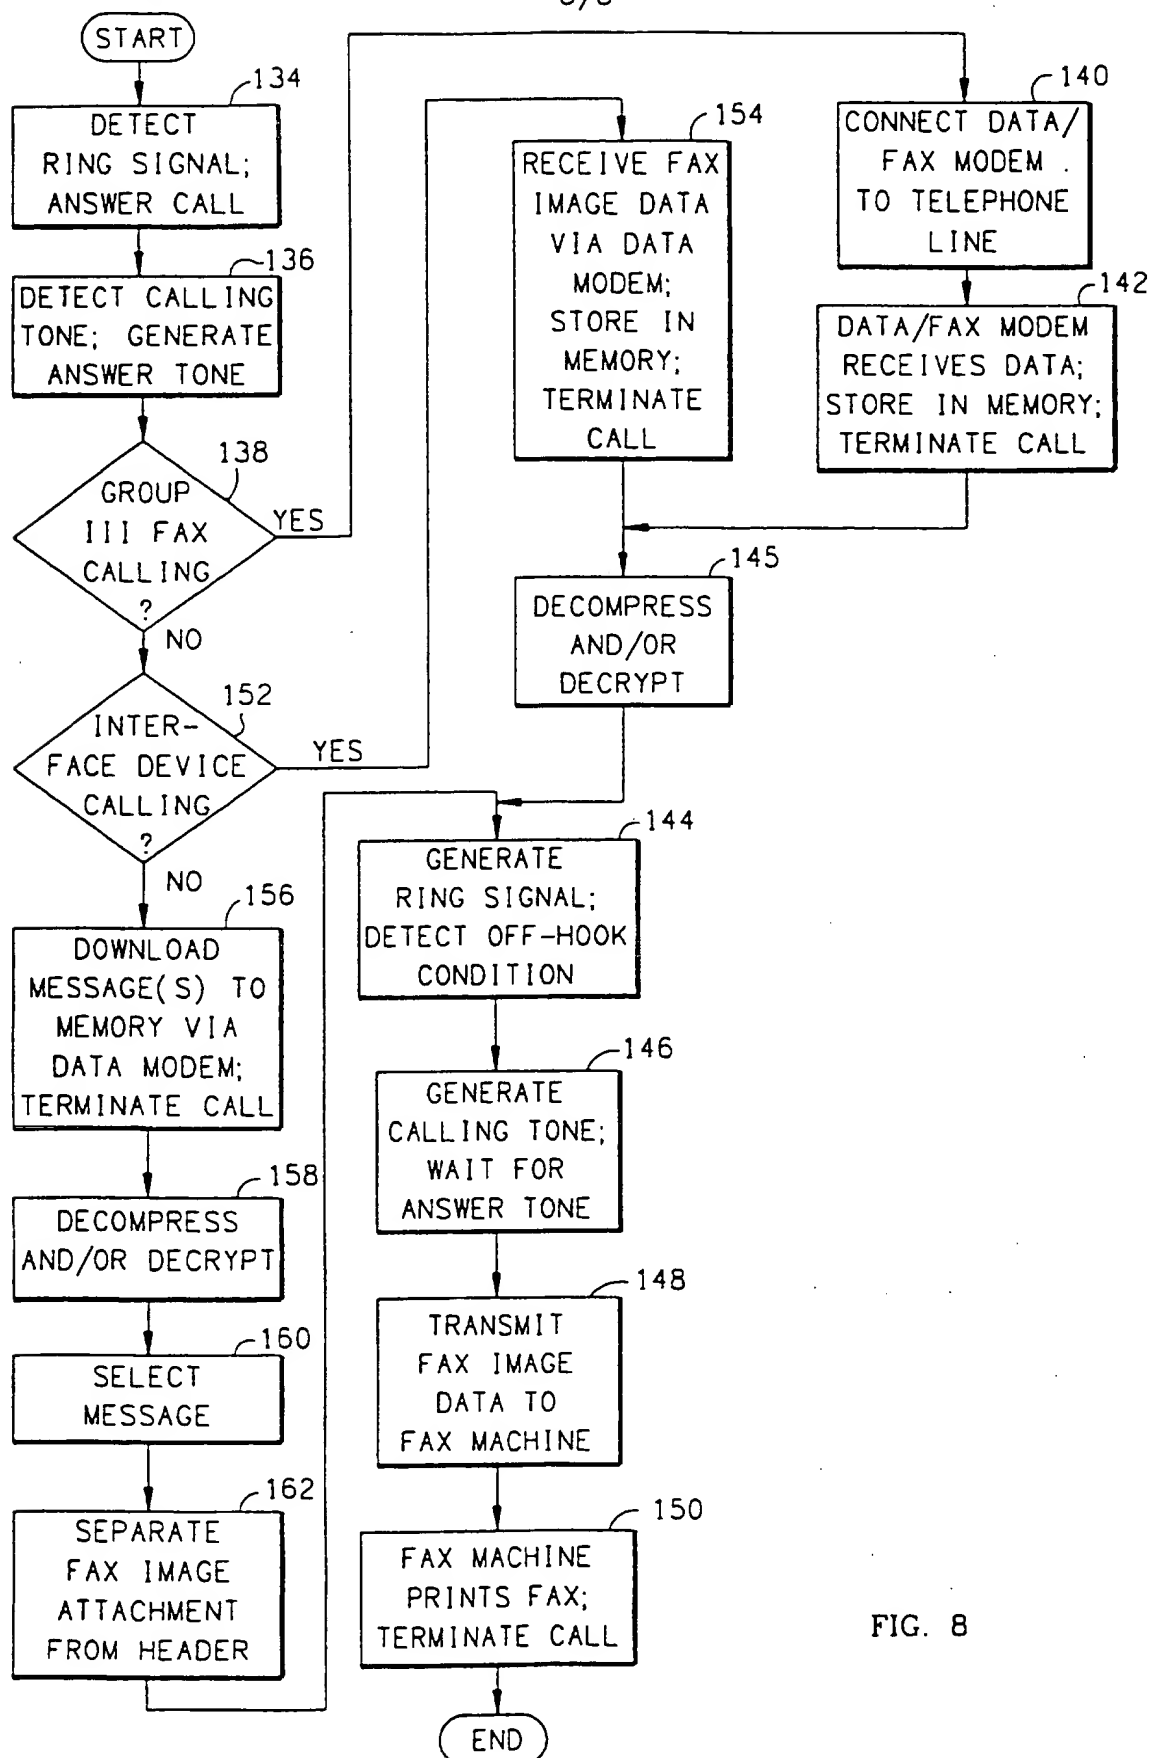 START
134
DETECT
RING SIGNAL;
ANSWER CALL
136
DETECT CALLING
TONE; GENERATE
ANSWER TONE
138
GROUP
III FAX
CALLING
?
YES
NO
152
INTER-
FACE DEVICE
CALLING
?
YES
NO
156
DOWNLOAD
MESSAGE(S) TO
MEMORY VIA
DATA MODEM;
TERMINATE CALL
158
DECOMPRESS
AND/OR DECRYPT
160
SELECT
MESSAGE
162
SEPARATE
FAX IMAGE
ATTACHMENT
FROM HEADER
154
RECEIVE FAX
IMAGE DATA
VIA DATA
MODEM;
STORE IN
MEMORY;
TERMINATE
CALL
140
CONNECT DATA/
FAX MODEM
TO TELEPHONE
LINE
142
DATA/FAX MODEM
RECEIVES DATA;
STORE IN MEMORY;
TERMINATE CALL
145
DECOMPRESS
AND/OR
DECRYPT
144
GENERATE
RING SIGNAL;
DETECT OFF-HOOK
CONDITION
146
GENERATE
CALLING TONE;
WAIT FOR
ANSWER TONE
148
TRANSMIT
FAX IMAGE
DATA TO
FAX MACHINE
150
FAX MACHINE
PRINTS FAX;
TERMINATE CALL
END
FIG. 8